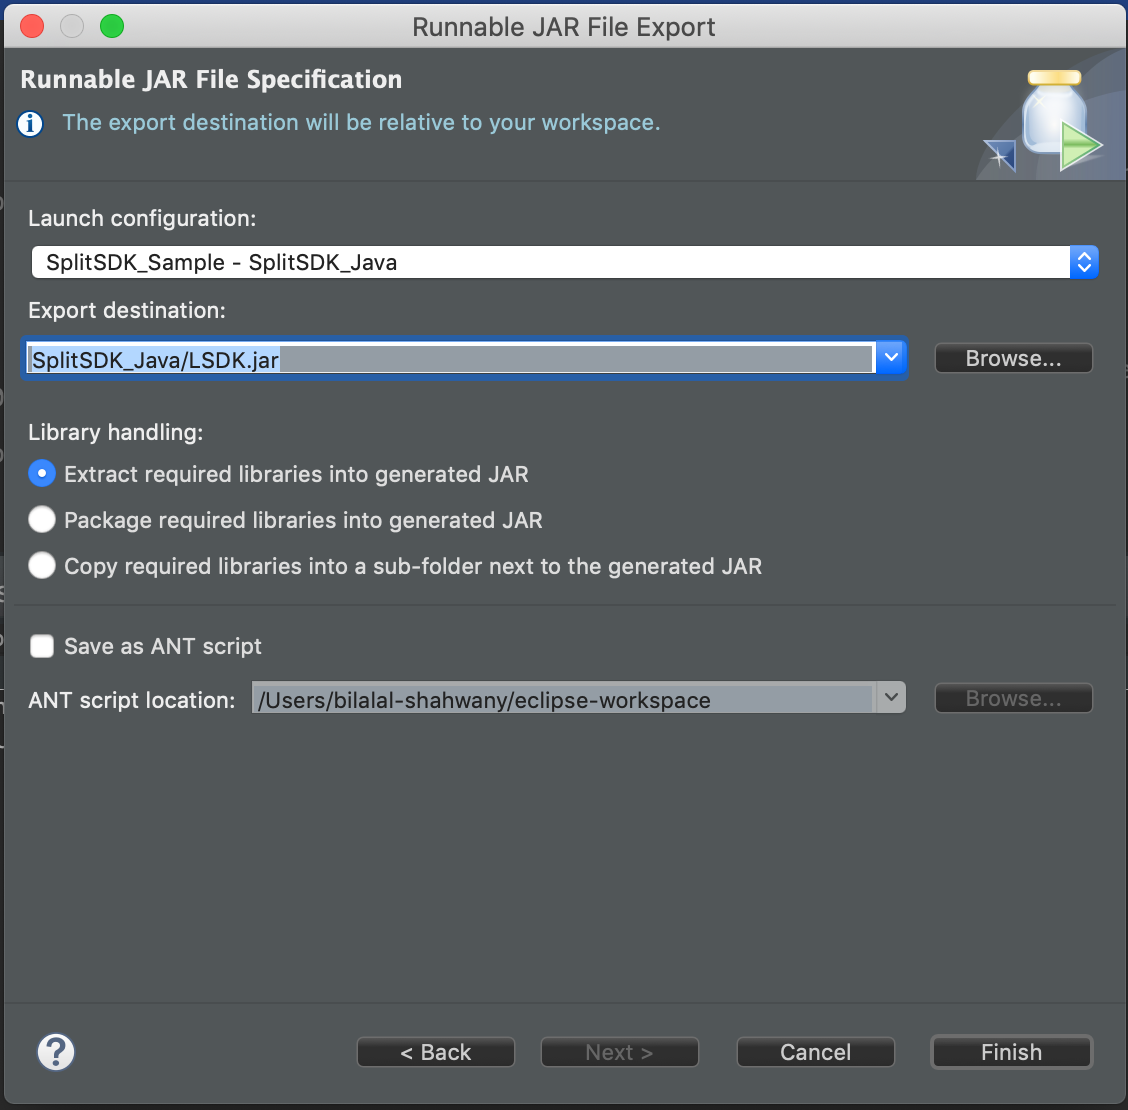 Runnable JAR File Export
Runnable JAR File Specification
The export destination will be relative to your workspace.
Launch configuration:
SplitSDK_Sample - SplitSDK_Java
Export destination:
SplitSDK_Java/LSDK.jar
Browse...
Library handling:
Extract required libraries into generated JAR
Package required libraries into generated JAR
Copy required libraries into a sub-folder next to the generated JAR
Save as ANT script
ANT script location: /Users/bilalal-shahwany/eclipse-workspace Browse...
? < Back Next > Cancel Finish